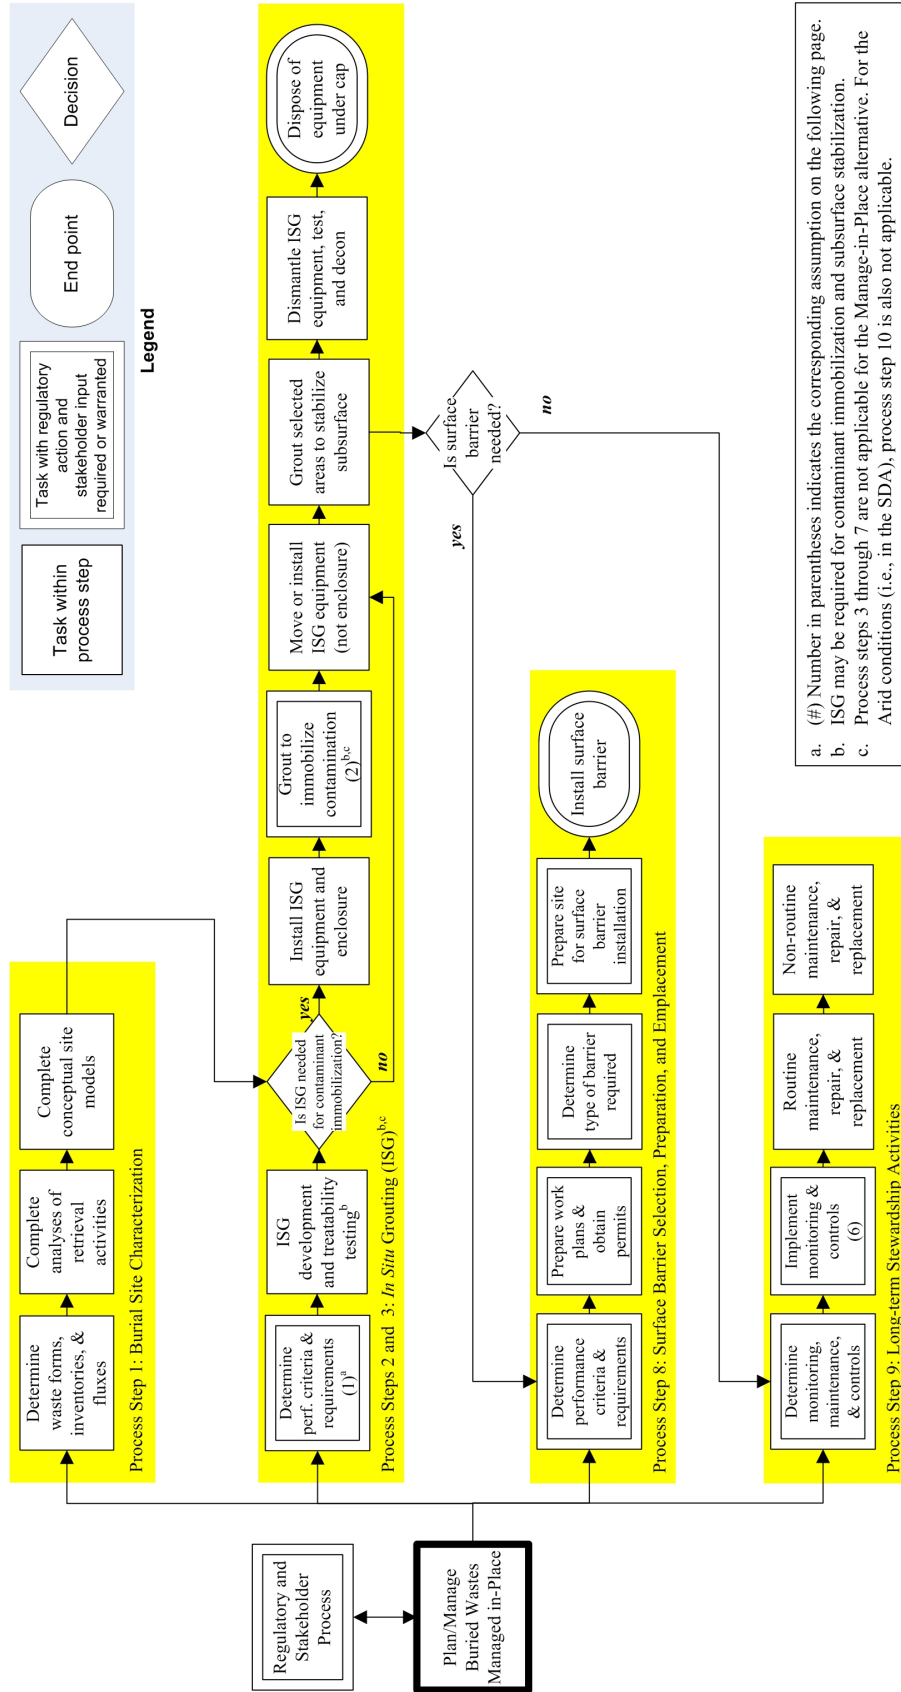 Regulatory and
Stakeholder
Process
Plan/Manage
Buried Wastes
Managed in-Place
Determine
waste forms,
inventories, &
fluxes
Complete
analyses of
retrieval
activities
Complete
conceptual site
models
Process Step 1: Burial Site Characterization
Task within
process step
Task with regulatory
action and
stakeholder input
required or warranted
End point
Decision
Legend
Determine
perf. criteria &
requirements
(1)a
ISG
development
and treatability
testingb
Is ISG needed
for contaminant
immobilization?
yes
no
Install ISG
equipment and
enclosure
Grout to
immobilize
contamination
(2)b,c
Move or install
ISG equipment
(not enclosure)
Grout selected
areas to stabilize
subsurface
Dismantle ISG
equipment, test,
and decon
Dispose of
equipment
under cap
Process Steps 2 and 3: In Situ Grouting (ISG)b,c
Is surface
barrier
needed?
yes
no
Determine
performance
criteria &
requirements
Prepare work
plans &
obtain
permits
Determine
type of barrier
required
Prepare site
for surface
barrier
installation
Install surface
barrier
Process Step 8: Surface Barrier Selection, Preparation, and Emplacement
Determine
monitoring,
maintenance,
& controls
Implement
monitoring &
controls
(6)
Routine
maintenance,
repair, &
replacement
Non-routine
maintenance,
repair, &
replacement
Process Step 9: Long-term Stewardship Activities
a. (#) Number in parentheses indicates the corresponding assumption on the following page.
b. ISG may be required for contaminant immobilization and subsurface stabilization.
c. Process steps 3 through 7 are not applicable for the Manage-in-Place alternative. For the
Arid conditions (i.e., in the SDA), process step 10 is also not applicable.